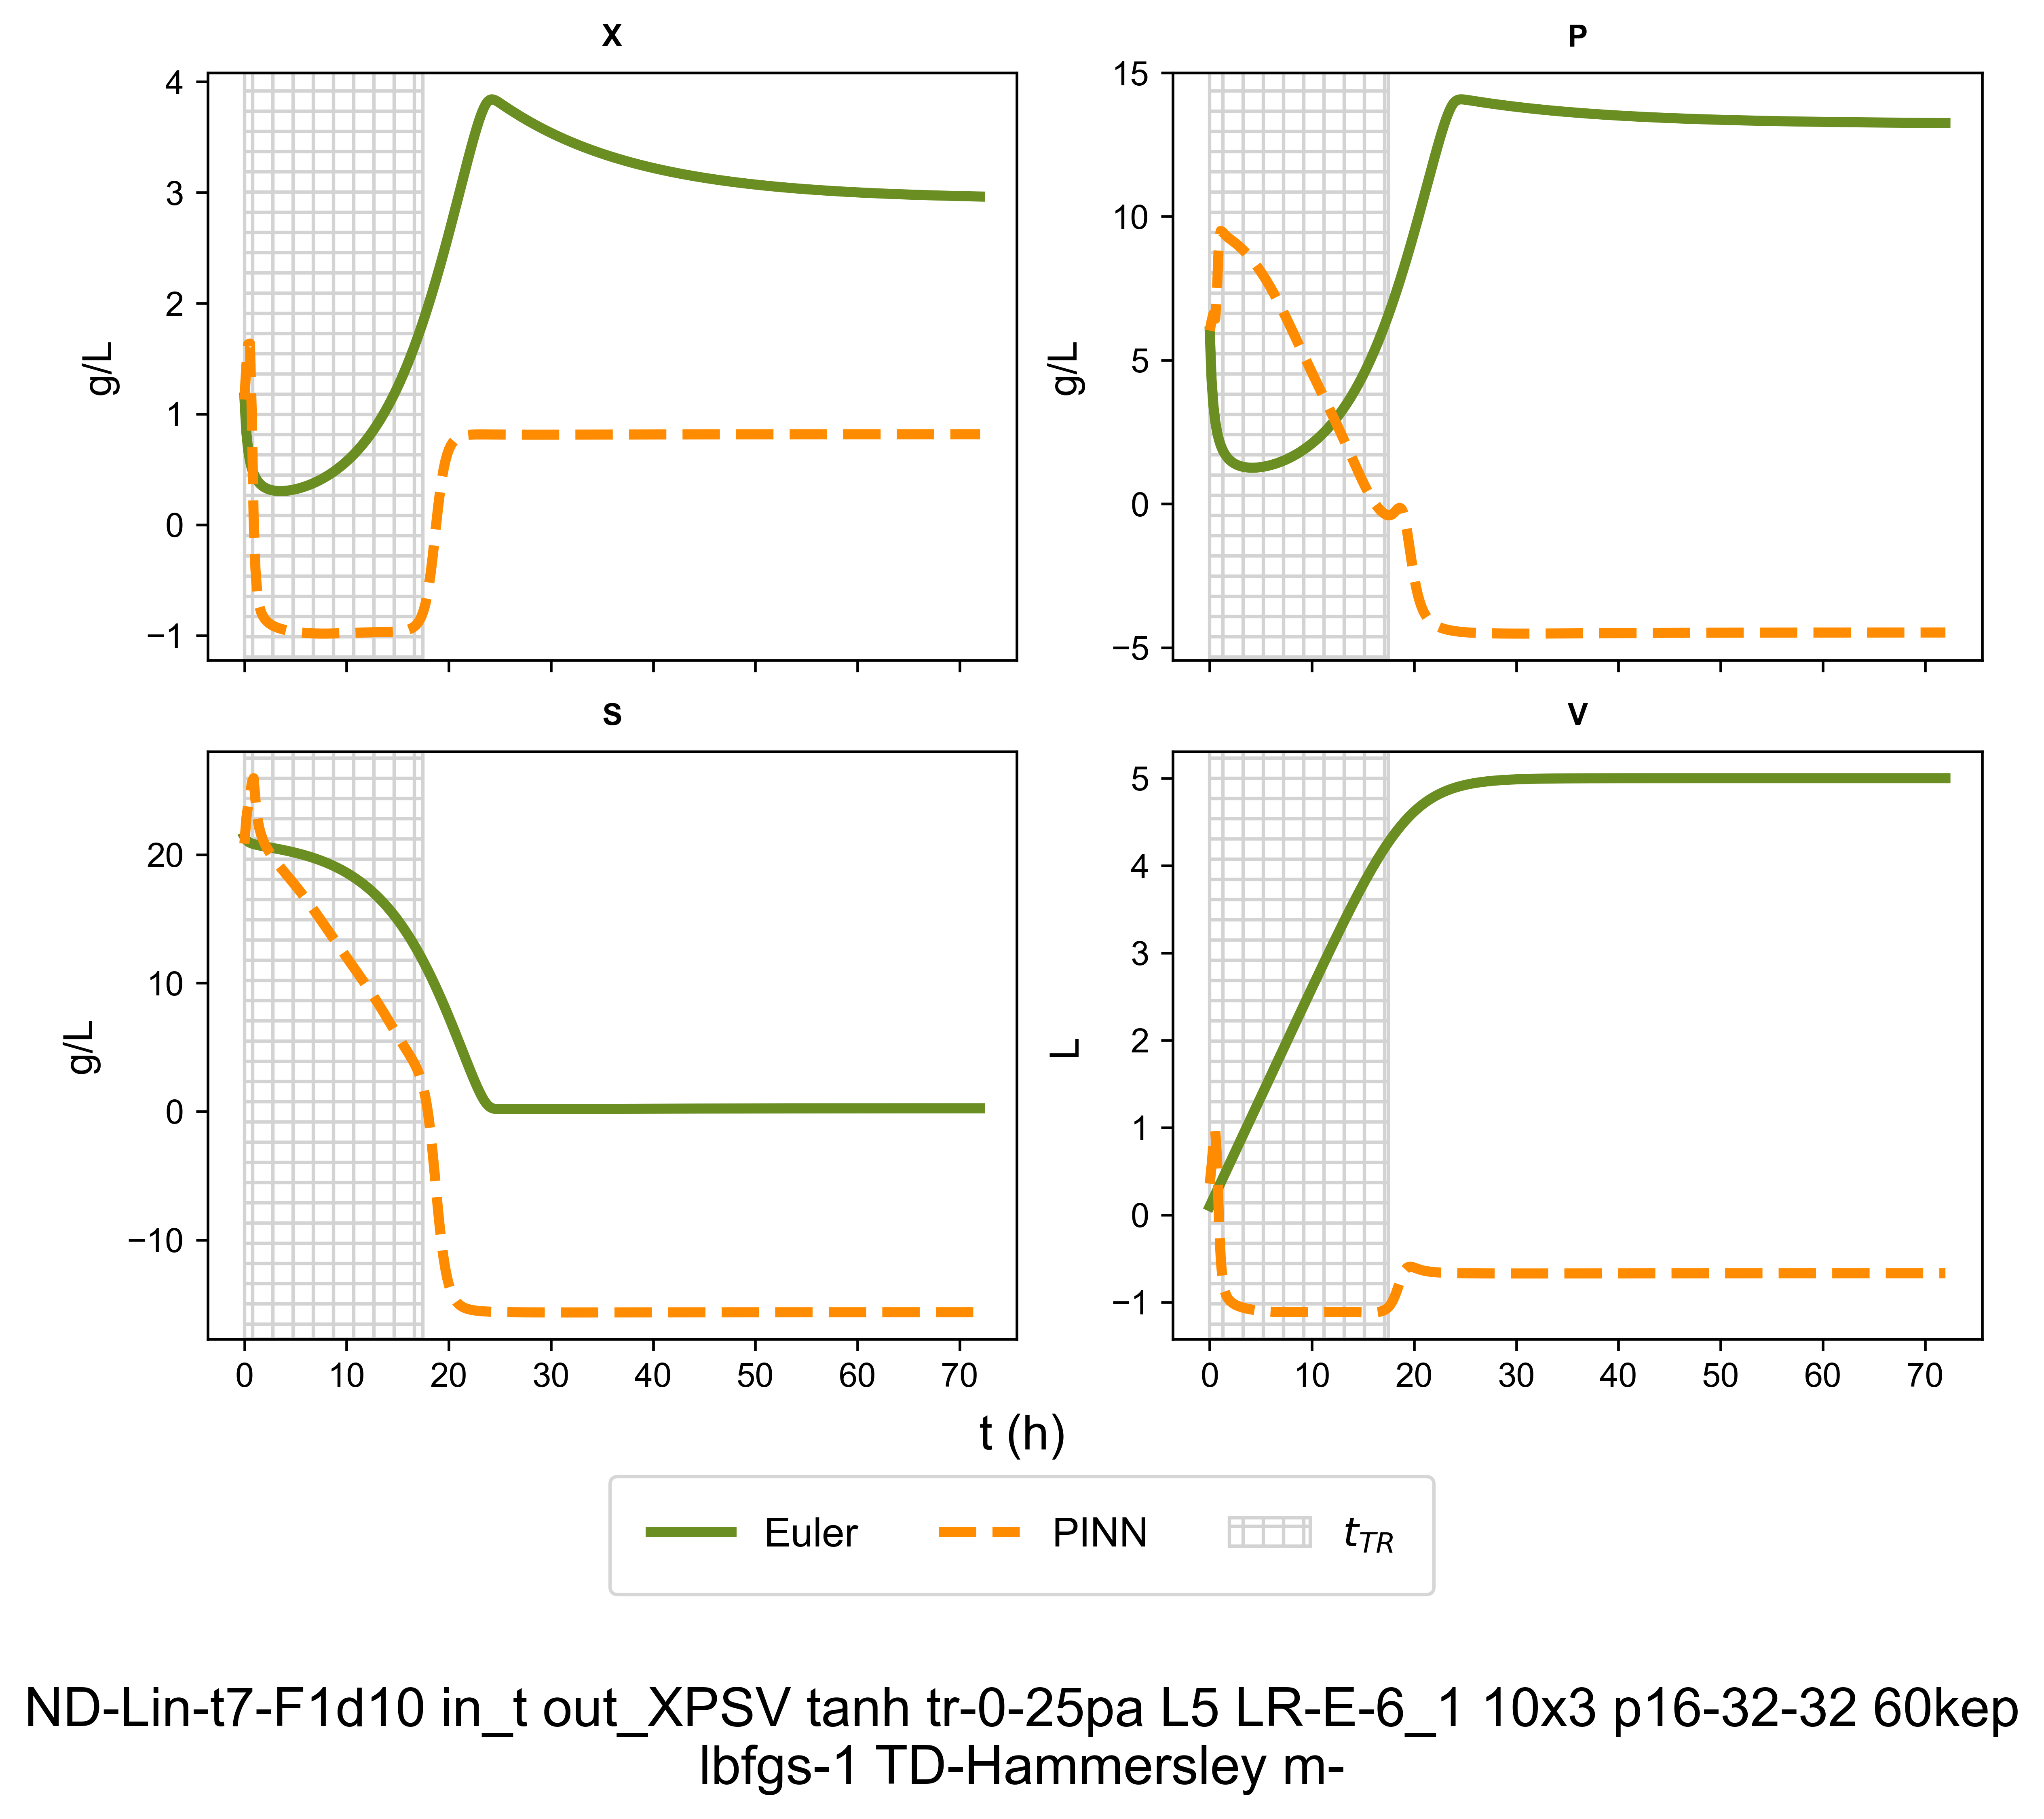 X
4
3
2
1
0
−1
g/L
P
15
10
5
0
−5
g/L
S
20
10
0
−10
g/L
0 10 20 30 40 50 60 70
V
5
4
3
2
1
0
−1
L
0 10 20 30 40 50 60 70
t (h)
Euler PINN t_TR
ND-Lin-t7-F1d10 in_t out_XPSV tanh tr-0-25pa L5 LR-E-6_1 10x3 p16-32-32 60kep
lbfgs-1 TD-Hammersley m-